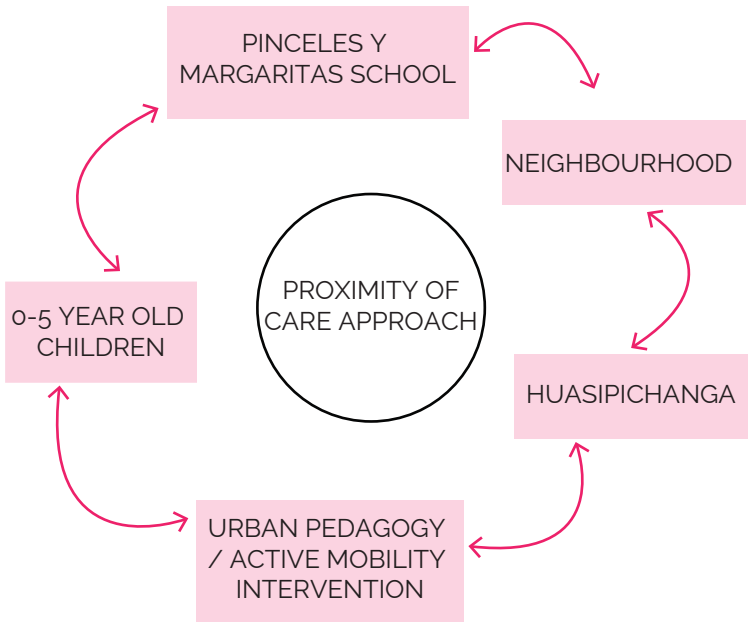 PINCELES Y
MARGARITAS SCHOOL
NEIGHBOURHOOD
PROXIMITY OF
CARE APPROACH
0-5 YEAR OLD
CHILDREN
HUASIPICHANGA
URBAN PEDAGOGY
/ ACTIVE MOBILITY
INTERVENTION